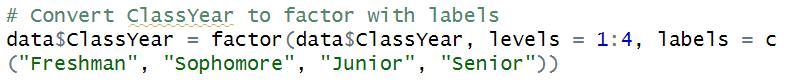 # Convert ClassYear to factor with labels
data$ClassYear = factor(data$ClassYear, levels = 1:4, labels = c
("Freshman", "Sophomore", "Junior", "Senior"))